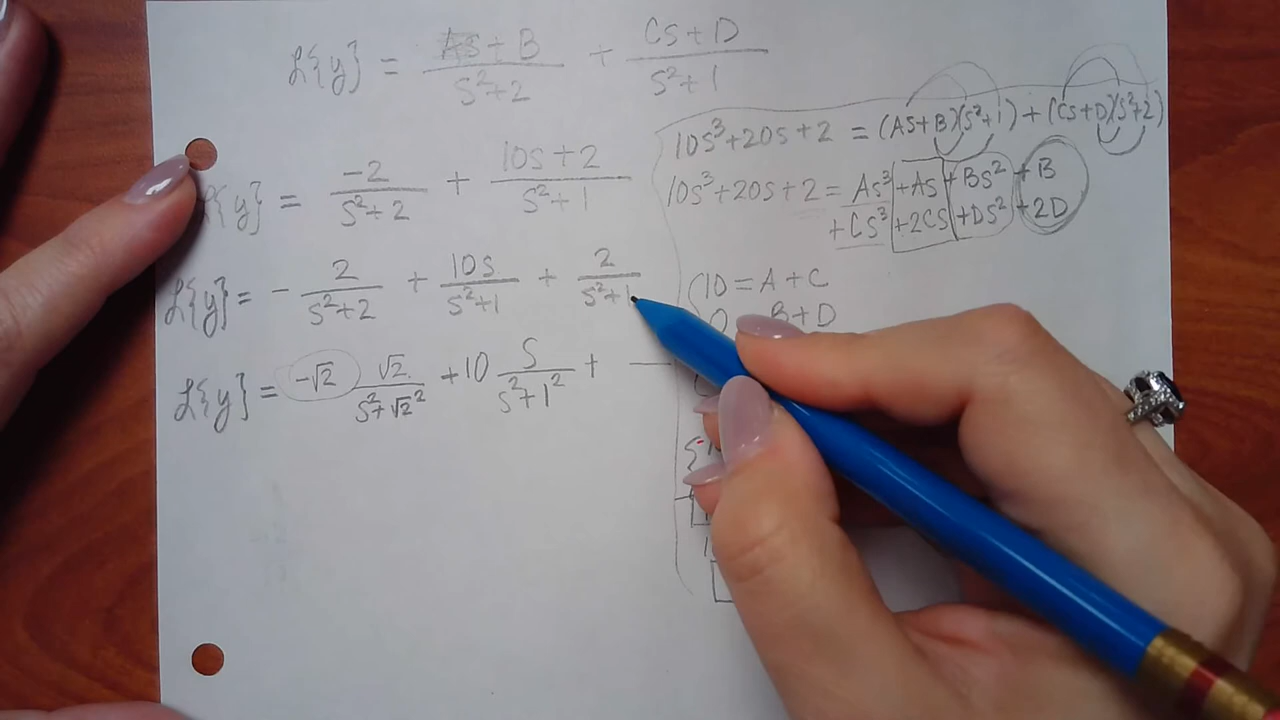 ℒ{y} = (As+B)/(s²+2) + (Cs+D)/(s²+1)
ℒ{y} = -2/(s²+2) + (10s+2)/(s²+1)
ℒ{y} = - 2/(s²+2) + 10s/(s²+1) + 2/(s²+1
ℒ{y} = -√2 √2/(s²+√2²) + 10 s/(s²+1²) +
10s³+20s+2 = (As+B)(s²+1) + (Cs+D)(s²+2)
10s³+20s+2 = As³ +As +Bs² +B
+Cs³ +2Cs +Ds² +2D
10 = A+C
0 B+D